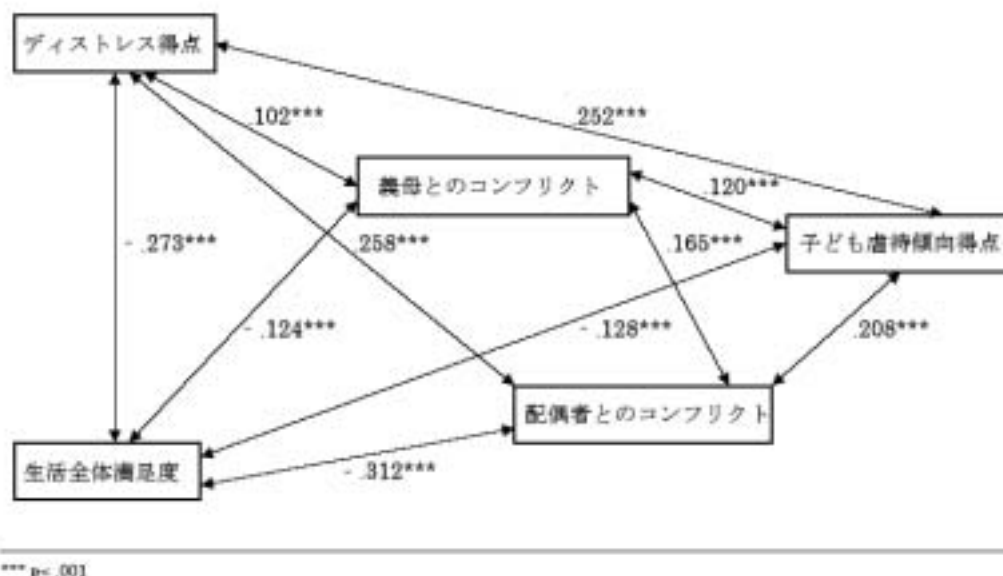 ディストレス得点
.102***
.252***
義母とのコンフリクト
.120***
- .273***
.258***
.165***
子ども虐待傾向得点
- .124***
- .128***
.208***
配偶者とのコンフリクト
生活全体満足度
- .312***
*** p< .001